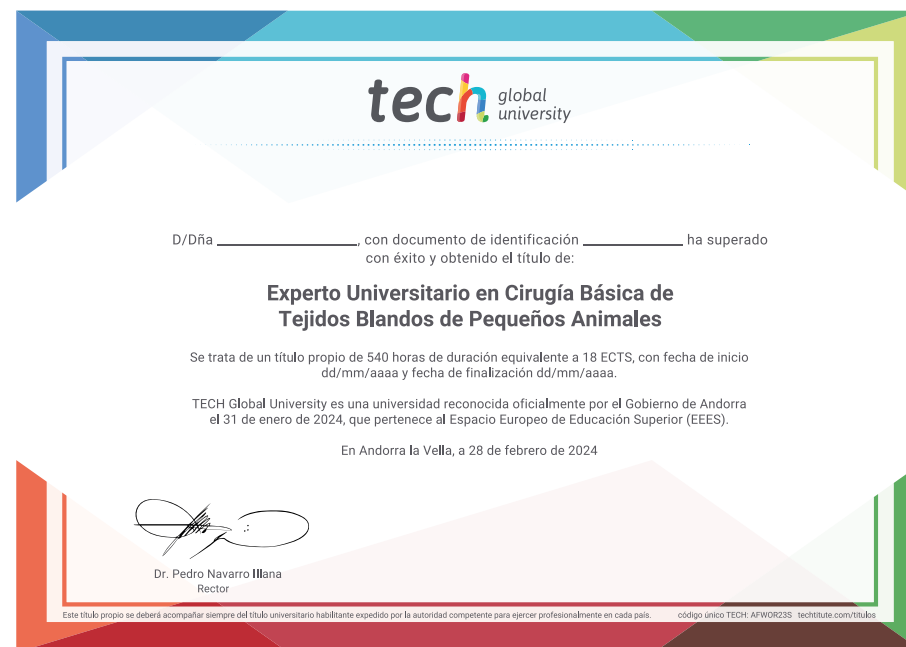 tech global university
D/Dña ________________, con documento de identificación ____________ ha superado
con éxito y obtenido el título de:
Experto Universitario en Cirugía Básica de
Tejidos Blandos de Pequeños Animales
Se trata de un título propio de 540 horas de duración equivalente a 18 ECTS, con fecha de inicio
dd/mm/aaaa y fecha de finalización dd/mm/aaaa.
TECH Global University es una universidad reconocida oficialmente por el Gobierno de Andorra
el 31 de enero de 2024, que pertenece al Espacio Europeo de Educación Superior (EEES).
En Andorra la Vella, a 28 de febrero de 2024
Dr. Pedro Navarro Illana
Rector
Este título propio se deberá acompañar siempre del título universitario habilitante expedido por la autoridad competente para ejercer profesionalmente en cada país. código único TECH: AFWOR23S techtitute.com/titulos